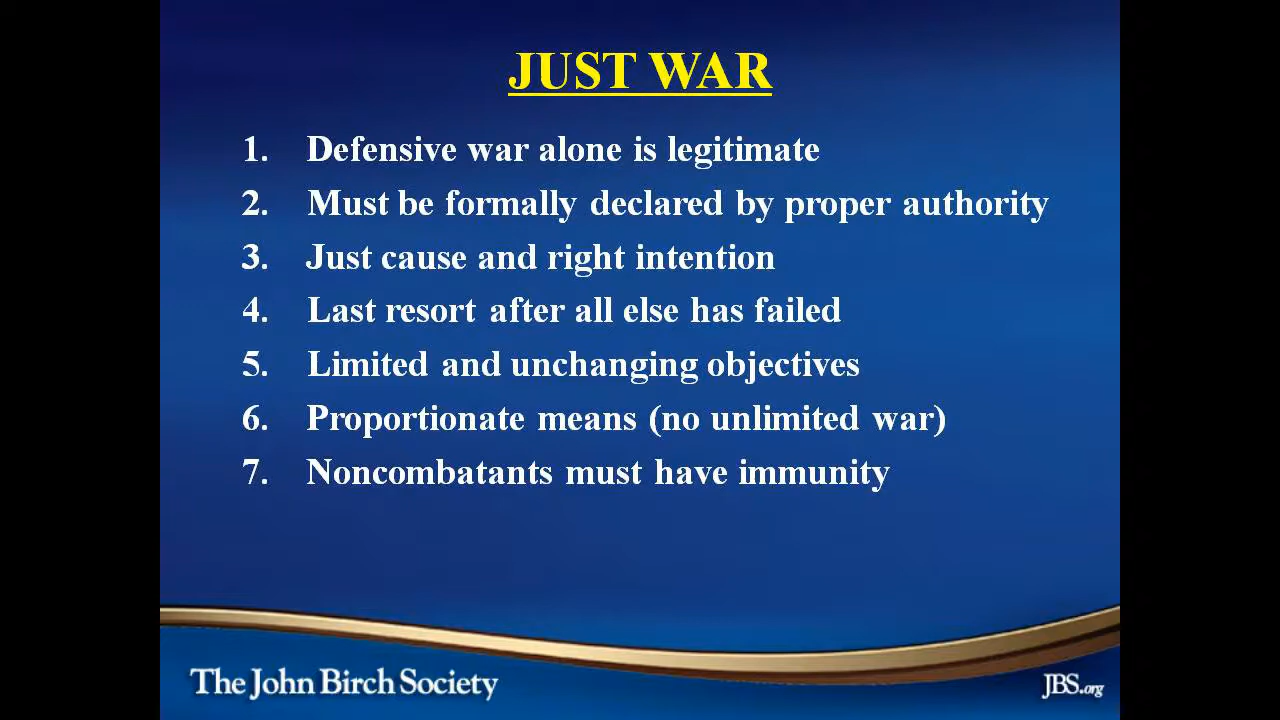 JUST WAR
1. Defensive war alone is legitimate
2. Must be formally declared by proper authority
3. Just cause and right intention
4. Last resort after all else has failed
5. Limited and unchanging objectives
6. Proportionate means (no unlimited war)
7. Noncombatants must have immunity
The John Birch Society
JBS.org